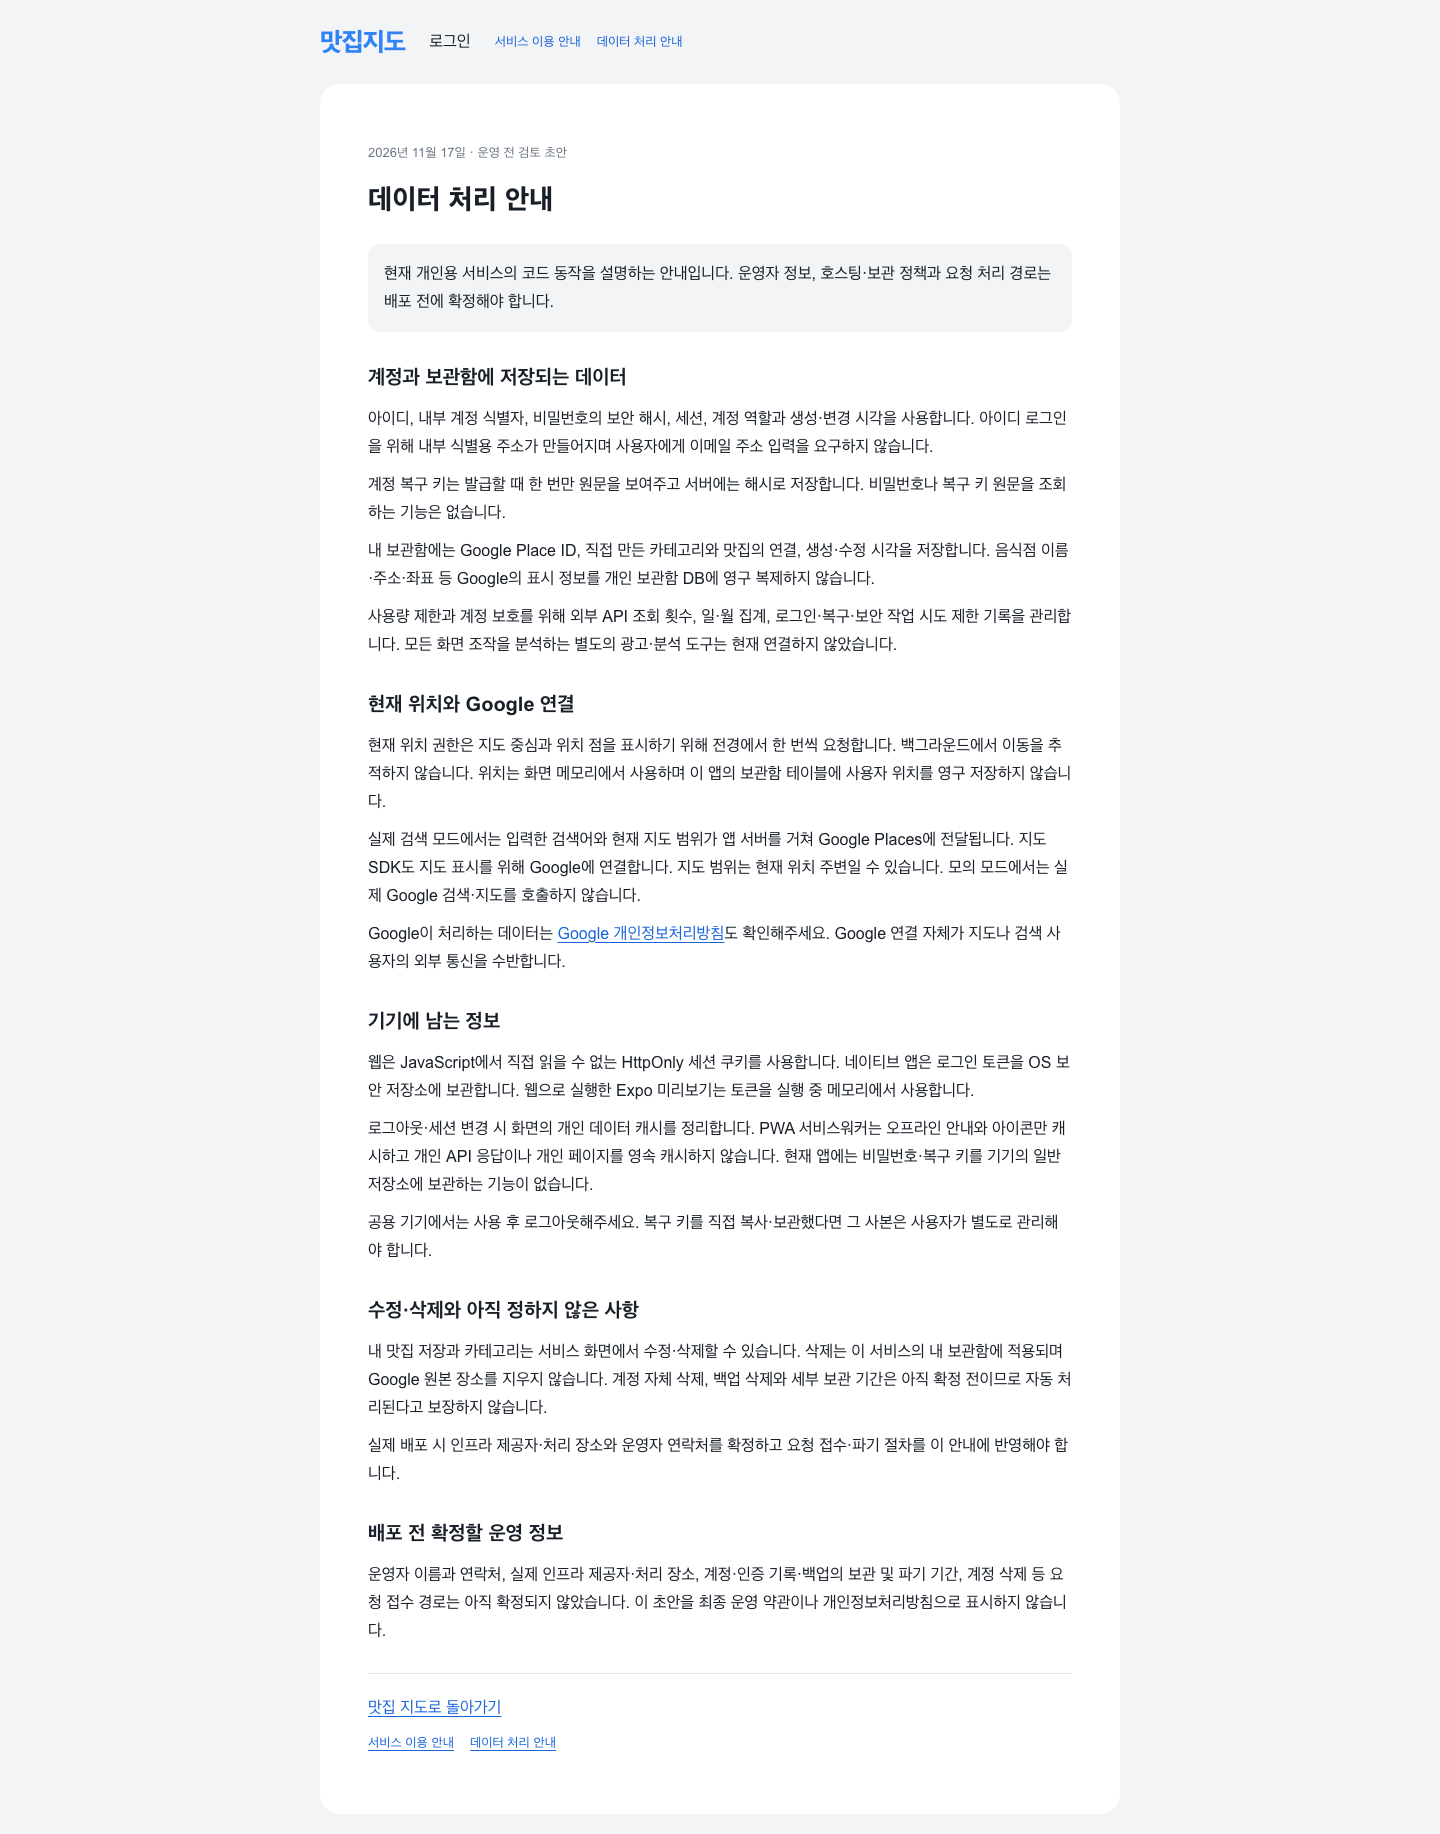 맛집지도 로그인 서비스 이용 안내 데이터 처리 안내
2026년 11월 17일 · 운영 전 검토 초안
데이터 처리 안내
현재 개인용 서비스의 코드 동작을 설명하는 안내입니다. 운영자 정보, 호스팅·보관 정책과 요청 처리 경로는
배포 전에 확정해야 합니다.
계정과 보관함에 저장되는 데이터
아이디, 내부 계정 식별자, 비밀번호의 보안 해시, 세션, 계정 역할과 생성·변경 시각을 사용합니다. 아이디 로그인
을 위해 내부 식별용 주소가 만들어지며 사용자에게 이메일 주소 입력을 요구하지 않습니다.
계정 복구 키는 발급할 때 한 번만 원문을 보여주고 서버에는 해시로 저장합니다. 비밀번호나 복구 키 원문을 조회
하는 기능은 없습니다.
내 보관함에는 Google Place ID, 직접 만든 카테고리와 맛집의 연결, 생성·수정 시각을 저장합니다. 음식점 이름
·주소·좌표 등 Google의 표시 정보를 개인 보관함 DB에 영구 복제하지 않습니다.
사용량 제한과 계정 보호를 위해 외부 API 조회 횟수, 일·월 집계, 로그인·복구·보안 작업 시도 제한 기록을 관리합
니다. 모든 화면 조작을 분석하는 별도의 광고·분석 도구는 현재 연결하지 않았습니다.
현재 위치와 Google 연결
현재 위치 권한은 지도 중심과 위치 점을 표시하기 위해 전경에서 한 번씩 요청합니다. 백그라운드에서 이동을 추
적하지 않습니다. 위치는 화면 메모리에서 사용하며 이 앱의 보관함 테이블에 사용자 위치를 영구 저장하지 않습니
다.
실제 검색 모드에서는 입력한 검색어와 현재 지도 범위가 앱 서버를 거쳐 Google Places에 전달됩니다. 지도
SDK도 지도 표시를 위해 Google에 연결합니다. 지도 범위는 현재 위치 주변일 수 있습니다. 모의 모드에서는 실
제 Google 검색·지도를 호출하지 않습니다.
Google이 처리하는 데이터는 Google 개인정보처리방침도 확인해주세요. Google 연결 자체가 지도나 검색 사
용자의 외부 통신을 수반합니다.
기기에 남는 정보
웹은 JavaScript에서 직접 읽을 수 없는 HttpOnly 세션 쿠키를 사용합니다. 네이티브 앱은 로그인 토큰을 OS 보
안 저장소에 보관합니다. 웹으로 실행한 Expo 미리보기는 토큰을 실행 중 메모리에서 사용합니다.
로그아웃·세션 변경 시 화면의 개인 데이터 캐시를 정리합니다. PWA 서비스워커는 오프라인 안내와 아이콘만 캐
시하고 개인 API 응답이나 개인 페이지를 영속 캐시하지 않습니다. 현재 앱에는 비밀번호·복구 키를 기기의 일반
저장소에 보관하는 기능이 없습니다.
공용 기기에서는 사용 후 로그아웃해주세요. 복구 키를 직접 복사·보관했다면 그 사본은 사용자가 별도로 관리해
야 합니다.
수정·삭제와 아직 정하지 않은 사항
내 맛집 저장과 카테고리는 서비스 화면에서 수정·삭제할 수 있습니다. 삭제는 이 서비스의 내 보관함에 적용되며
Google 원본 장소를 지우지 않습니다. 계정 자체 삭제, 백업 삭제와 세부 보관 기간은 아직 확정 전이므로 자동 처
리된다고 보장하지 않습니다.
실제 배포 시 인프라 제공자·처리 장소와 운영자 연락처를 확정하고 요청 접수·파기 절차를 이 안내에 반영해야 합
니다.
배포 전 확정할 운영 정보
운영자 이름과 연락처, 실제 인프라 제공자·처리 장소, 계정·인증 기록·백업의 보관 및 파기 기간, 계정 삭제 등 요
청 접수 경로는 아직 확정되지 않았습니다. 이 초안을 최종 운영 약관이나 개인정보처리방침으로 표시하지 않습니
다.
맛집 지도로 돌아가기
서비스 이용 안내 데이터 처리 안내